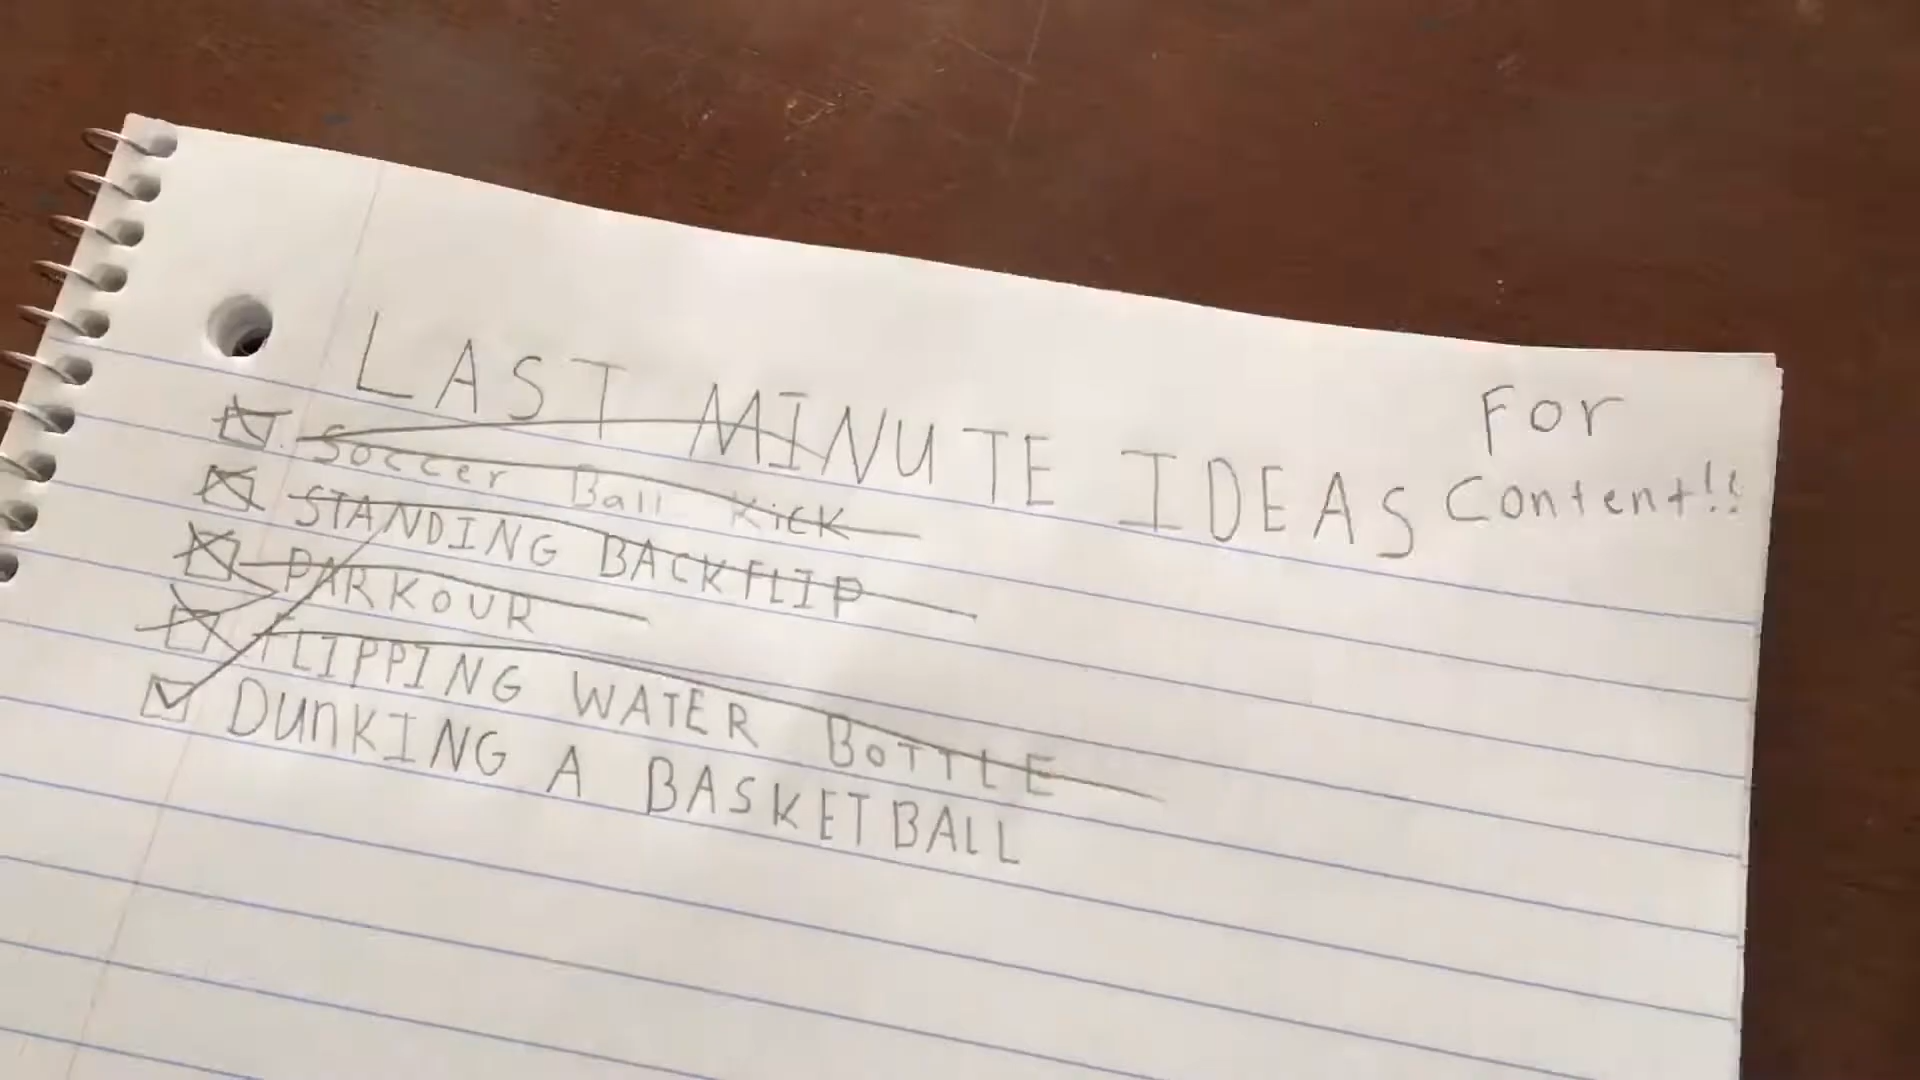 LAST MINUTE IDEAS For Content!!
Soccer Ball KicK
STANDING BACKFLIP
PARKOUR
FLIPPING WATER BoTTLE
DunKING A BASKETBALL